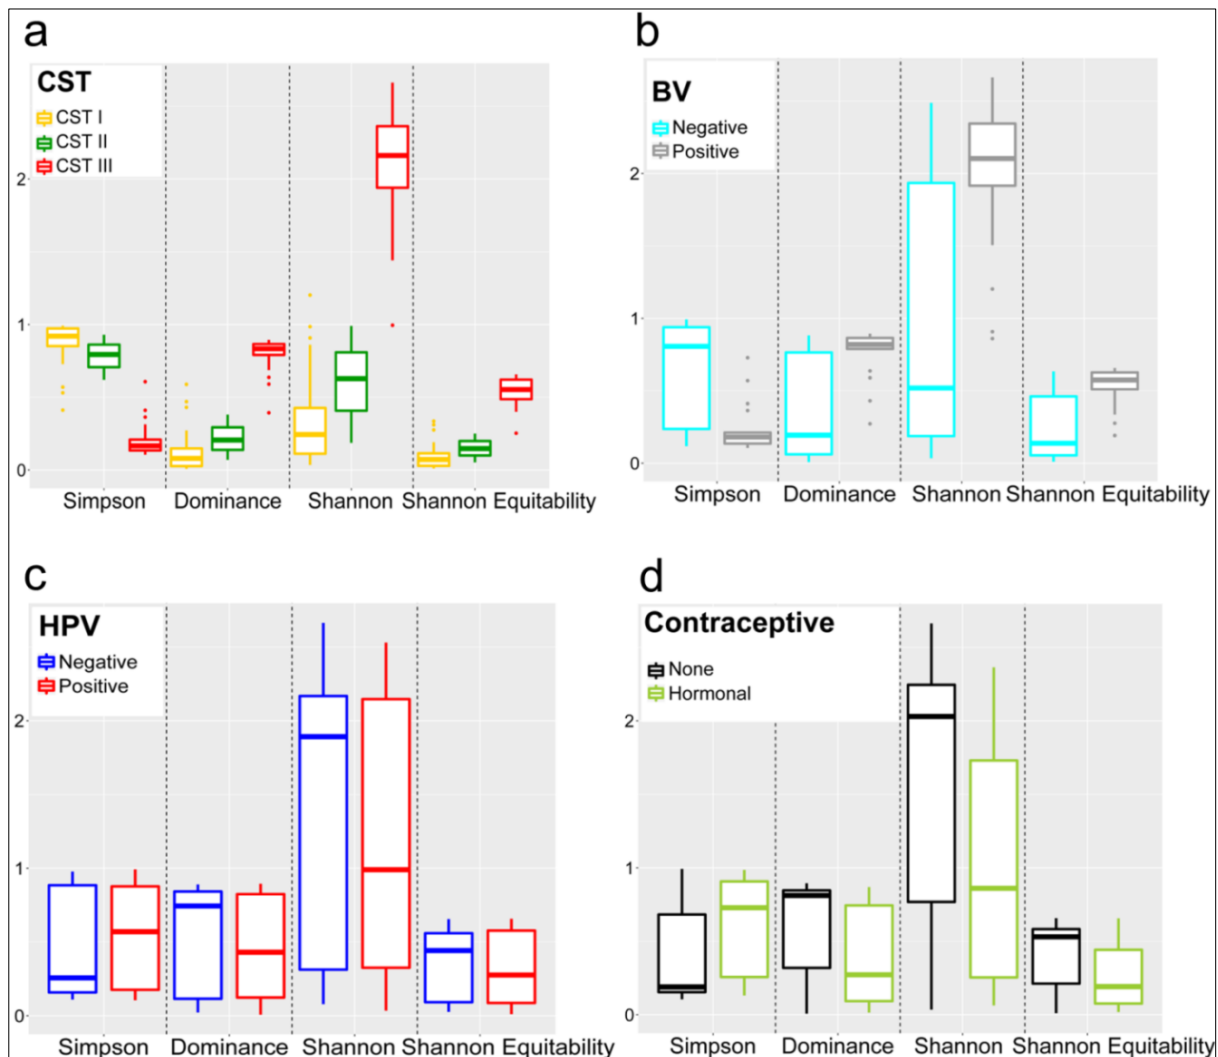 a
CST
CST I
CST II
CST III
2
1
0
Simpson Dominance Shannon Shannon Equitability
b
BV
Negative
Positive
2
1
0
Simpson Dominance Shannon Shannon Equitability
c
HPV
Negative
Positive
2
1
0
Simpson Dominance Shannon Shannon Equitability
d
Contraceptive
None
Hormonal
2
1
0
Simpson Dominance Shannon Shannon Equitability